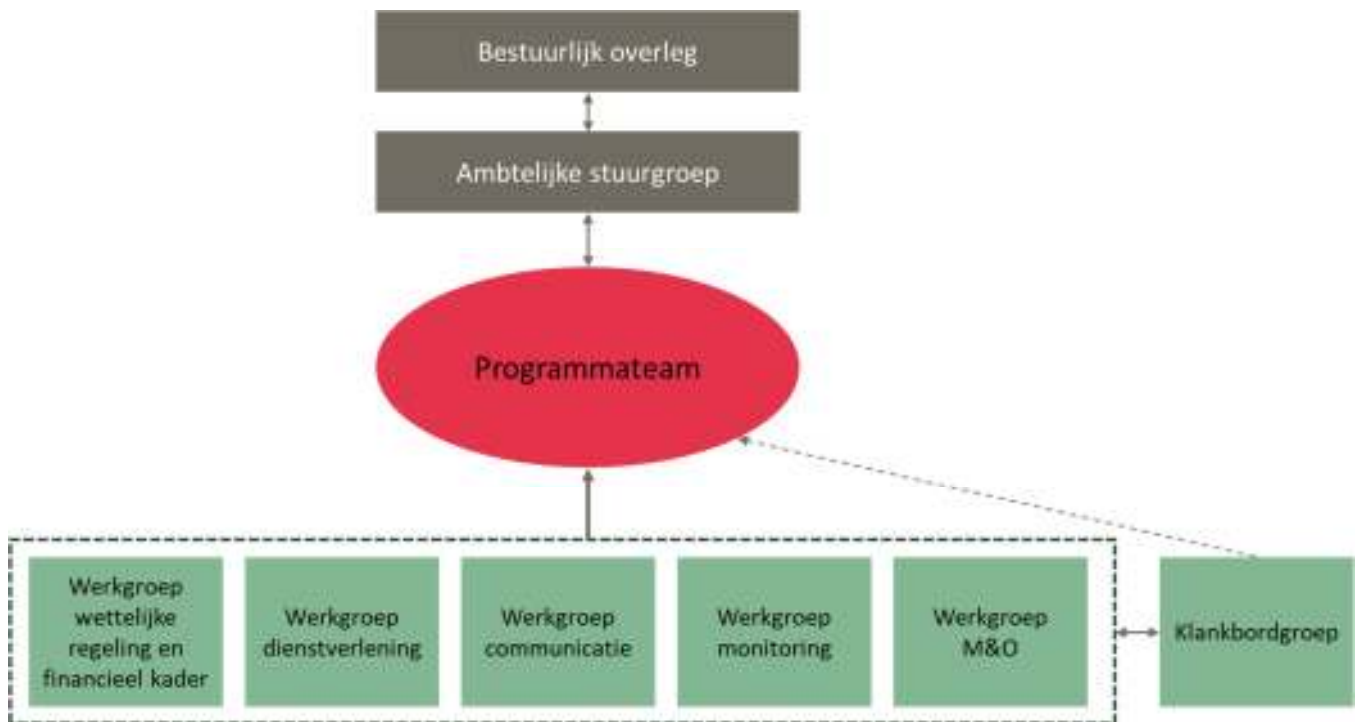 Bestuurlijk overleg
Ambtelijke stuurgroep
Programmateam
Werkgroep
wettelijke
regeling en
financieel kader
Werkgroep
dienstverlening
Werkgroep
communicatie
Werkgroep
monitoring
Werkgroep
M&O
Klankbordgroep